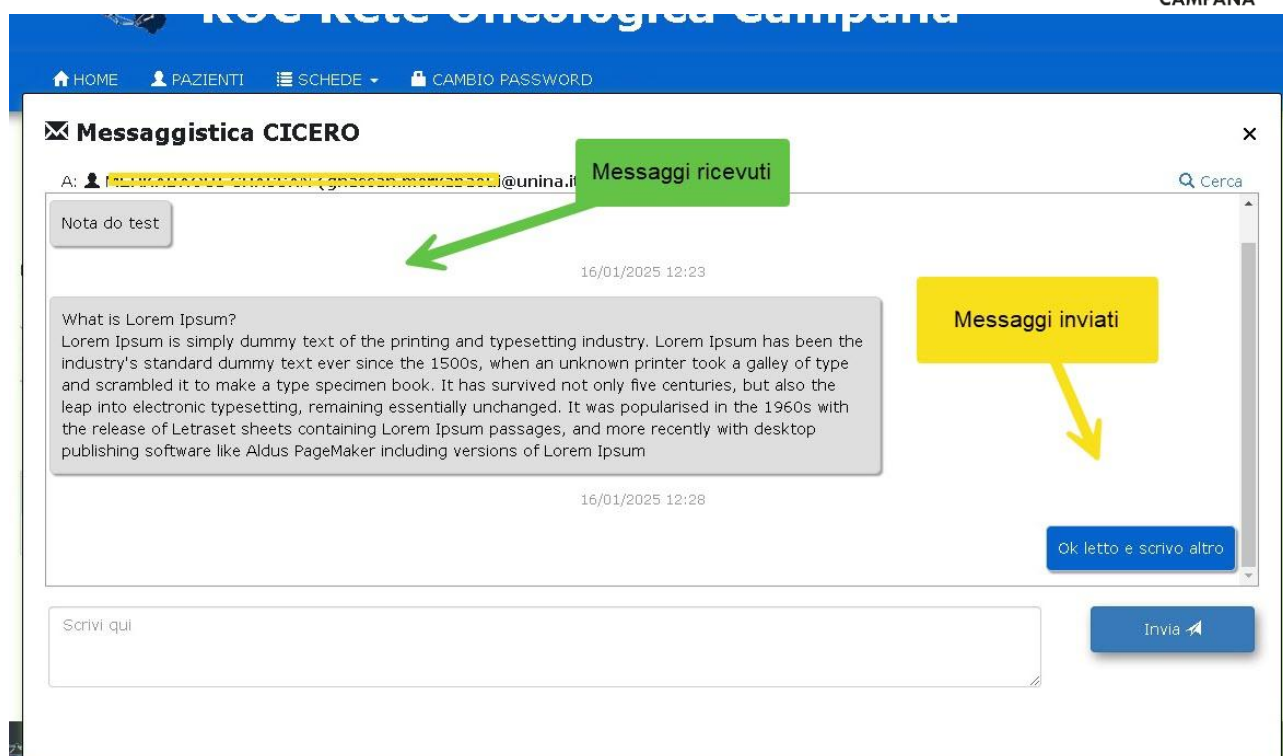 CAMPANA
ROC Rete Oncologica Campana
HOME PAZIENTI SCHEDE CAMBIO PASSWORD
Messaggistica CICERO
×
A: @unina.it
Messaggi ricevuti
Cerca
Nota do test
16/01/2025 12:23
Messaggi inviati
What is Lorem Ipsum?
Lorem Ipsum is simply dummy text of the printing and typesetting industry. Lorem Ipsum has been the
industry's standard dummy text ever since the 1500s, when an unknown printer took a galley of type
and scrambled it to make a type specimen book. It has survived not only five centuries, but also the
leap into electronic typesetting, remaining essentially unchanged. It was popularised in the 1960s with
the release of Letraset sheets containing Lorem Ipsum passages, and more recently with desktop
publishing software like Aldus PageMaker including versions of Lorem Ipsum
16/01/2025 12:28
Ok letto e scrivo altro
Scrivi qui
Invia